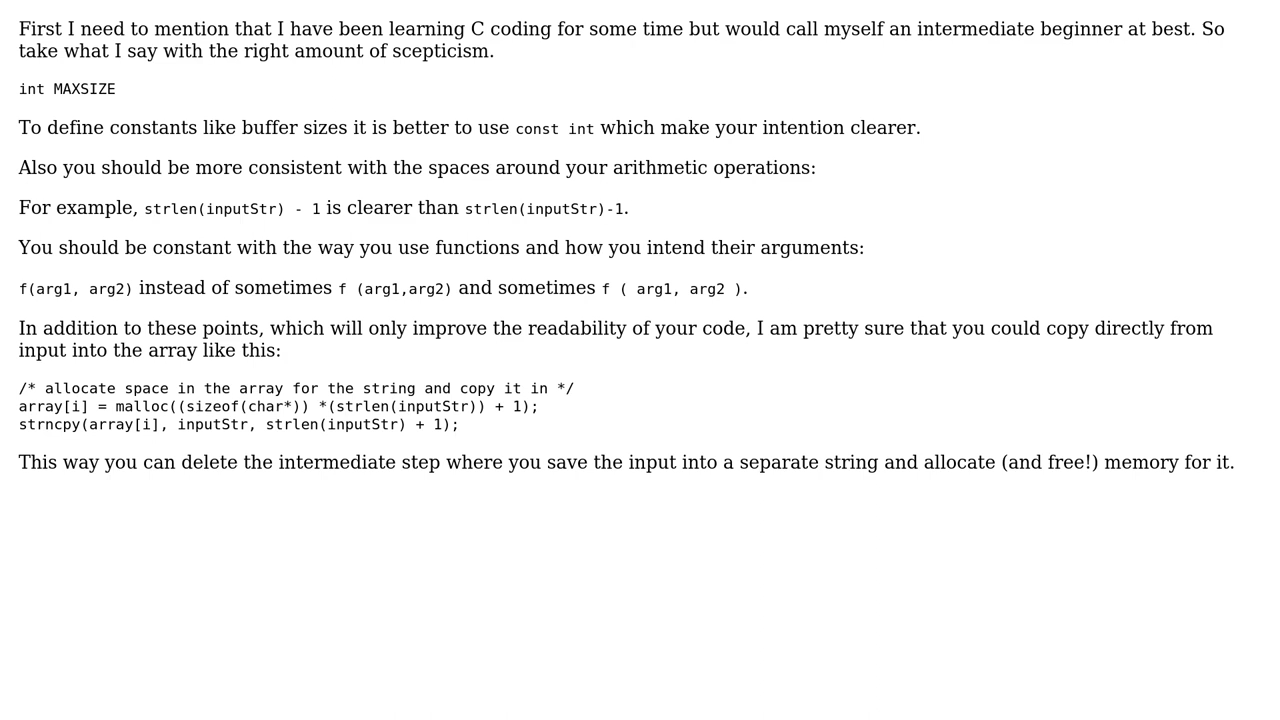 First I need to mention that I have been learning C coding for some time but would call myself an intermediate beginner at best. So
take what I say with the right amount of scepticism.
int MAXSIZE
To define constants like buffer sizes it is better to use const int which make your intention clearer.
Also you should be more consistent with the spaces around your arithmetic operations:
For example, strlen(inputStr) - 1 is clearer than strlen(inputStr)-1.
You should be constant with the way you use functions and how you intend their arguments:
f(arg1, arg2) instead of sometimes f (arg1,arg2) and sometimes f ( arg1, arg2 ).
In addition to these points, which will only improve the readability of your code, I am pretty sure that you could copy directly from
input into the array like this:
/* allocate space in the array for the string and copy it in */
array[i] = malloc((sizeof(char*)) *(strlen(inputStr)) + 1);
strncpy(array[i], inputStr, strlen(inputStr) + 1);
This way you can delete the intermediate step where you save the input into a separate string and allocate (and free!) memory for it.